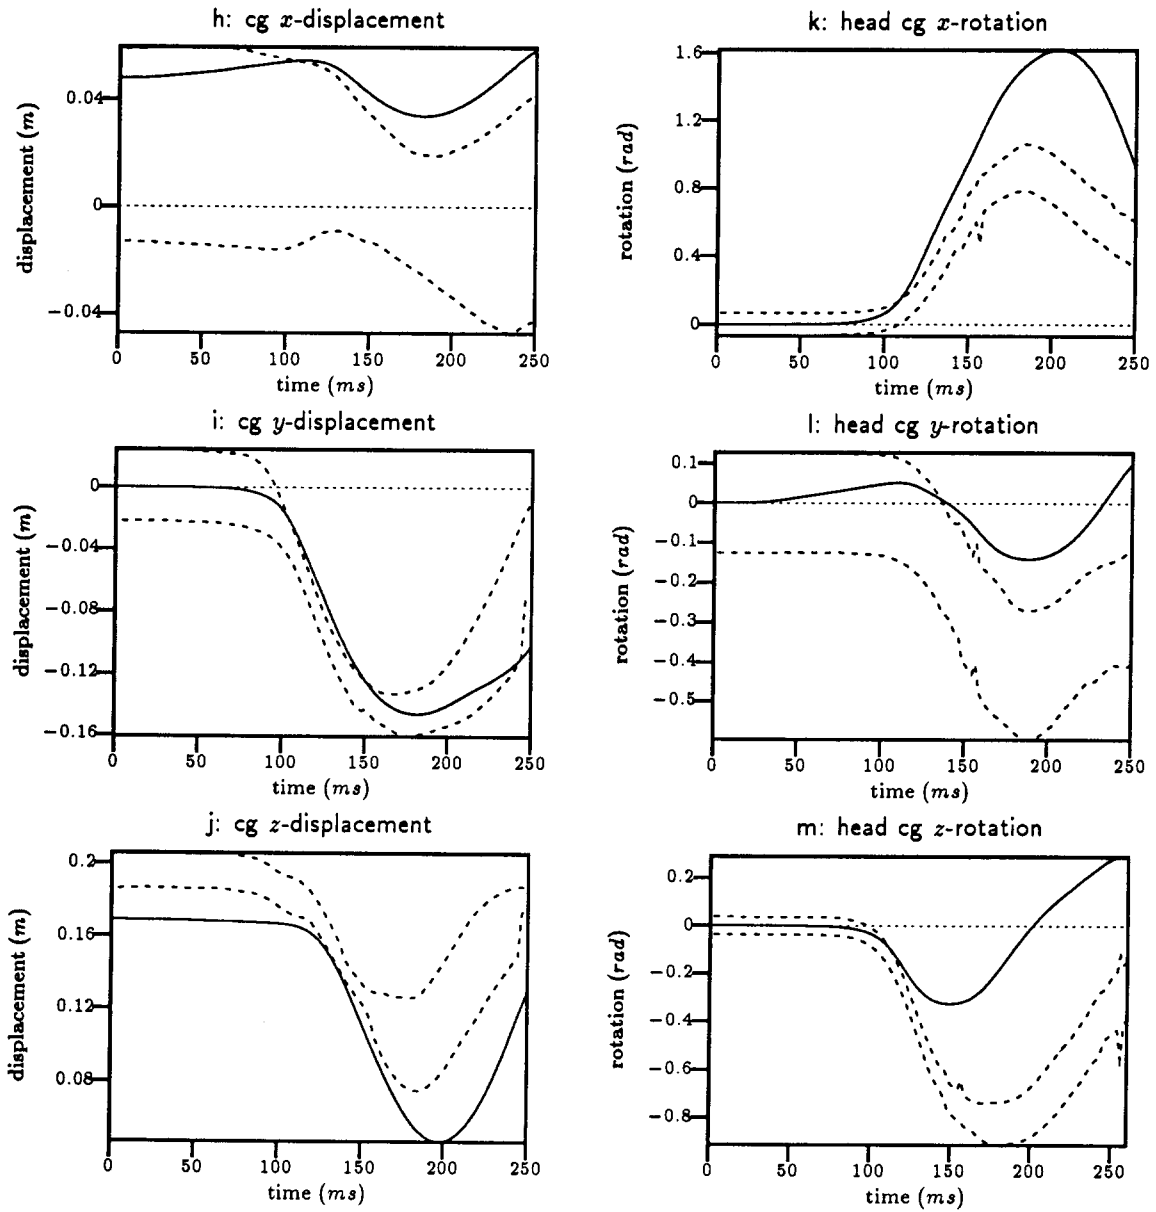 h: cg x-displacement
displacement (m)
0.04
0
−0.04
0 50 100 150 200 250
time (ms)
k: head cg x-rotation
rotation (rad)
1.6
1.2
0.8
0.4
0
0 50 100 150 200 250
time (ms)
i: cg y-displacement
displacement (m)
0
−0.04
−0.08
−0.12
−0.16
0 50 100 150 200 250
time (ms)
l: head cg y-rotation
rotation (rad)
0.1
0
−0.1
−0.2
−0.3
−0.4
−0.5
0 50 100 150 200 250
time (ms)
j: cg z-displacement
displacement (m)
0.2
0.16
0.12
0.08
0 50 100 150 200 250
time (ms)
m: head cg z-rotation
rotation (rad)
0.2
0
−0.2
−0.4
−0.6
−0.8
0 50 100 150 200 250
time (ms)